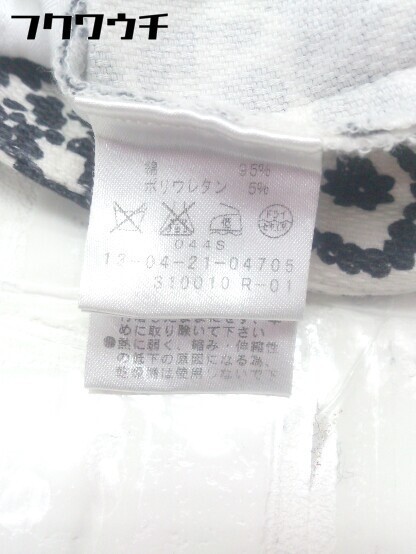 フクワウチ
綿 95%
ポリウレタン 5%
ドライ
044S
13-04-21-04705
310010 R-01
めに取り除いて下さい
●熱に弱く、縮み・伸縮性
の低下の原因になる為、
乾燥機は使用しないで下